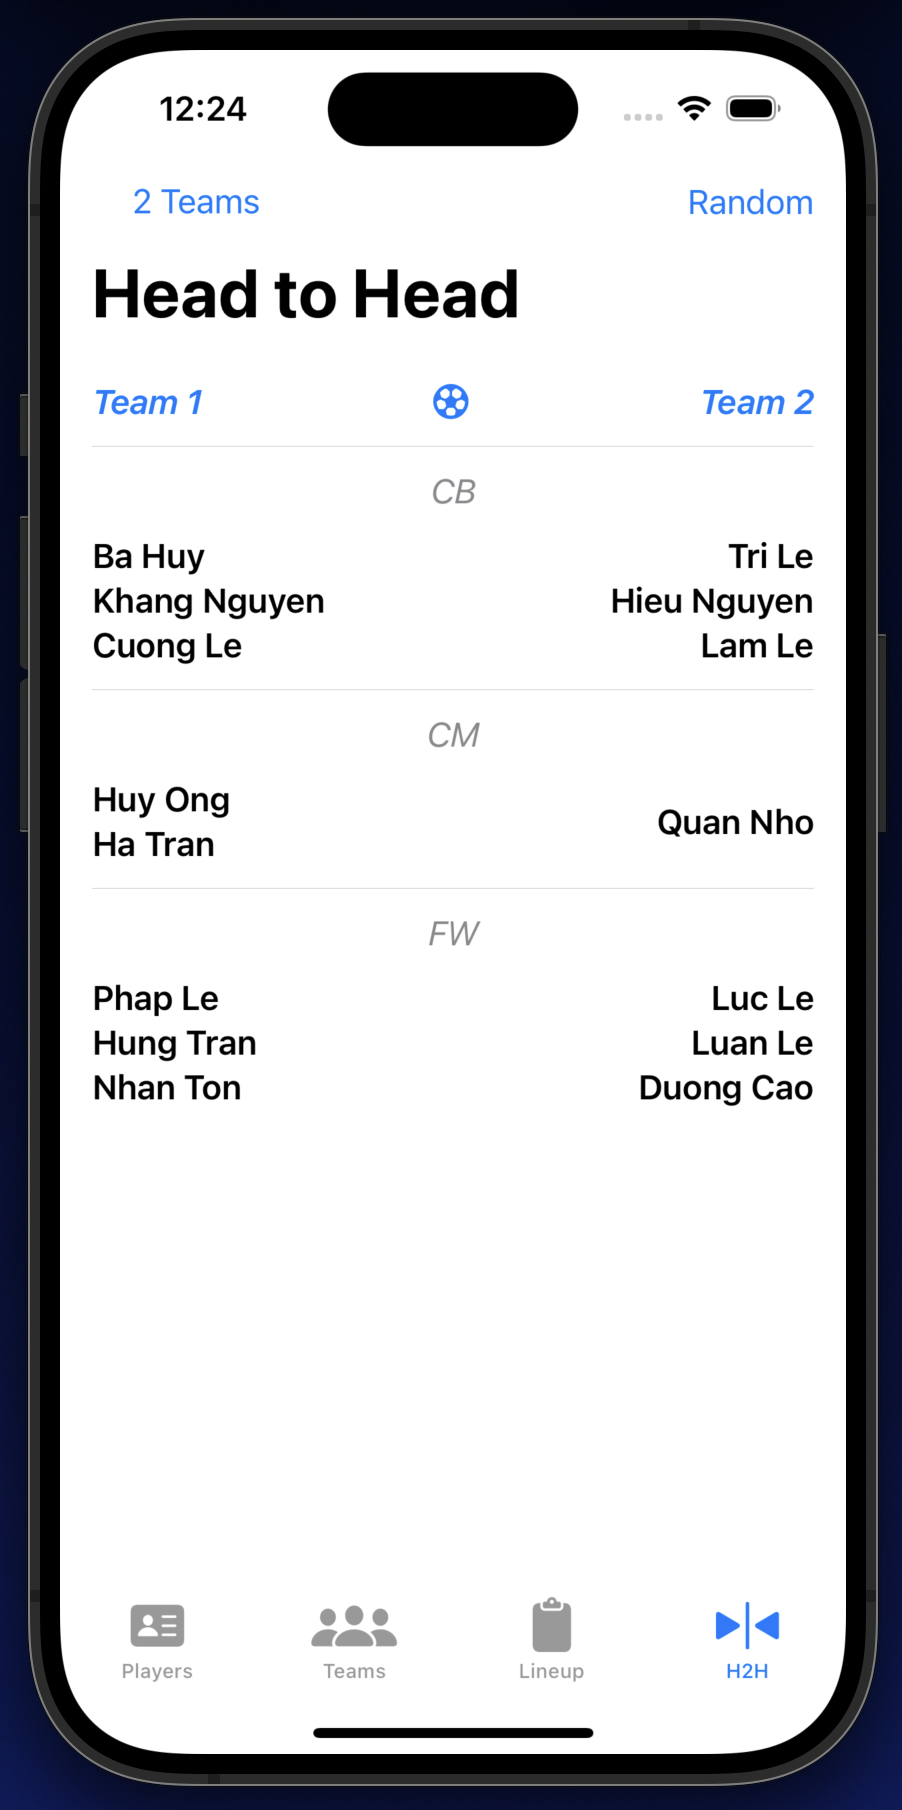 12:24
2 Teams Random
Head to Head
Team 1 Team 2
CB
Ba Huy Tri Le
Khang Nguyen Hieu Nguyen
Cuong Le Lam Le
CM
Huy Ong
Quan Nho
Ha Tran
FW
Phap Le Luc Le
Hung Tran Luan Le
Nhan Ton Duong Cao
Players Teams Lineup H2H